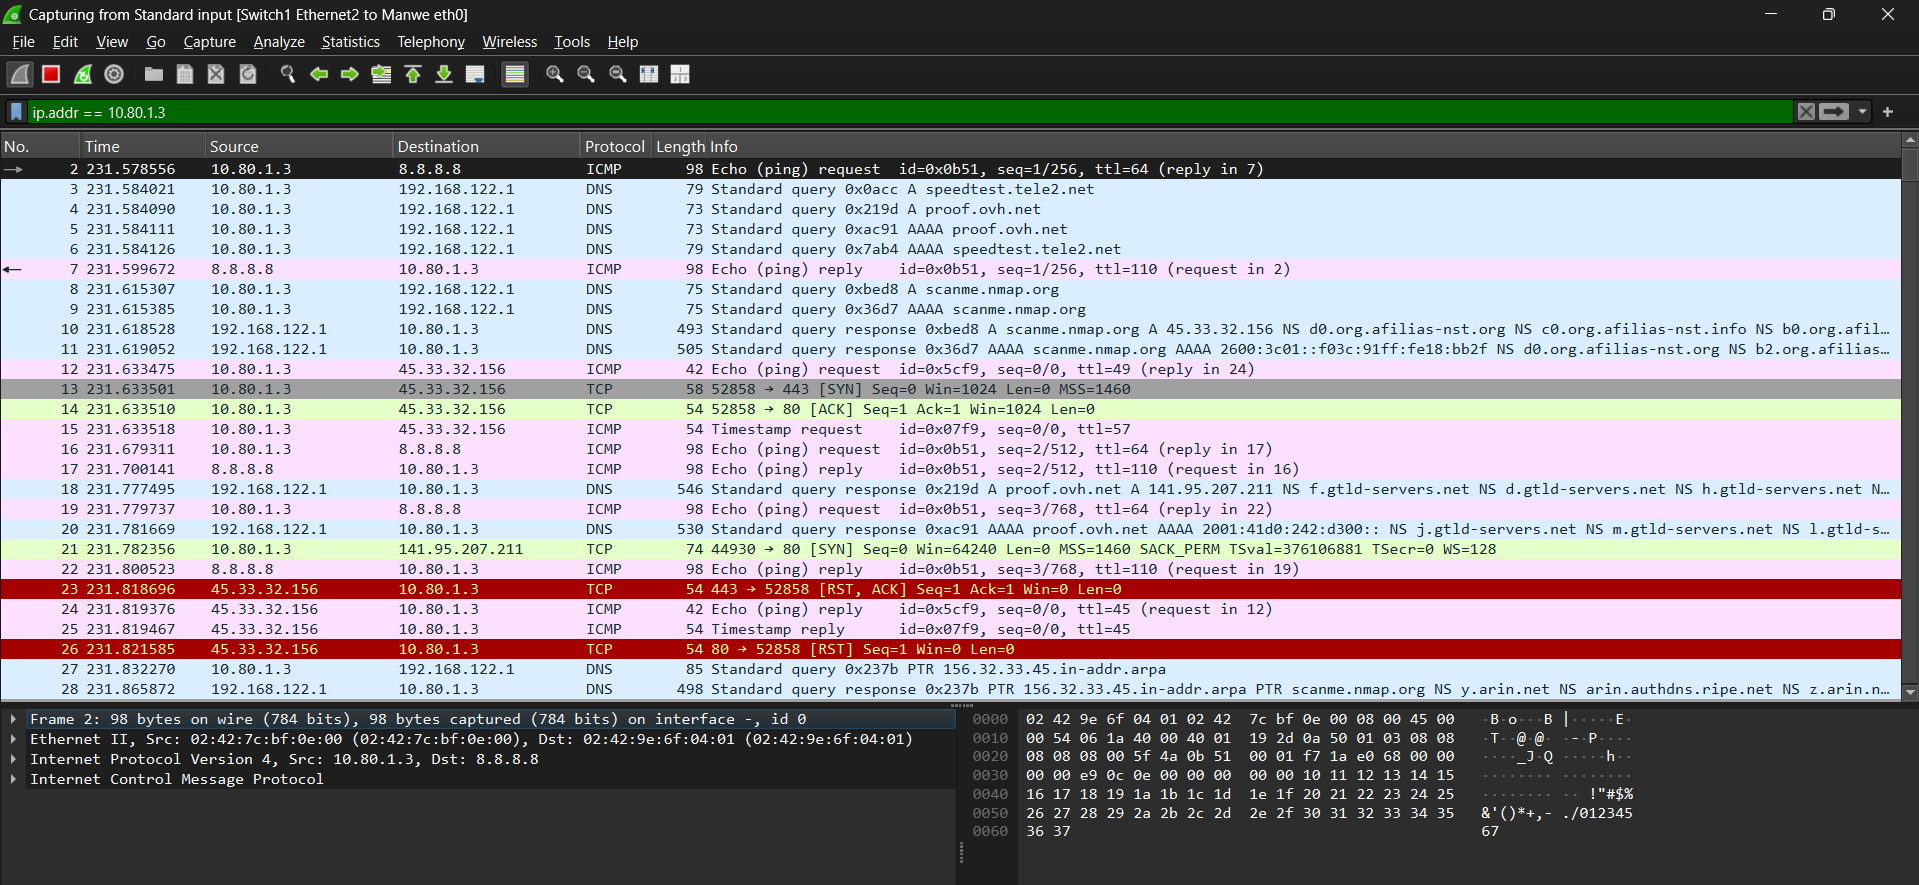 Capturing from Standard input [Switch1 Ethernet2 to Manwe eth0]
File Edit View Go Capture Analyze Statistics Telephony Wireless Tools Help
ip.addr == 10.80.1.3
No. Time Source Destination Protocol Length Info
2 231.578556 10.80.1.3 8.8.8.8 ICMP 98 Echo (ping) request id=0x0b51, seq=1/256, ttl=64 (reply in 7)
3 231.584021 10.80.1.3 192.168.122.1 DNS 79 Standard query 0x0acc A speedtest.tele2.net
4 231.584090 10.80.1.3 192.168.122.1 DNS 73 Standard query 0x219d A proof.ovh.net
5 231.584111 10.80.1.3 192.168.122.1 DNS 73 Standard query 0xac91 AAAA proof.ovh.net
6 231.584126 10.80.1.3 192.168.122.1 DNS 79 Standard query 0x7ab4 AAAA speedtest.tele2.net
7 231.599672 8.8.8.8 10.80.1.3 ICMP 98 Echo (ping) reply id=0x0b51, seq=1/256, ttl=110 (request in 2)
8 231.615307 10.80.1.3 192.168.122.1 DNS 75 Standard query 0xbed8 A scanme.nmap.org
9 231.615385 10.80.1.3 192.168.122.1 DNS 75 Standard query 0x36d7 AAAA scanme.nmap.org
10 231.618528 192.168.122.1 10.80.1.3 DNS 493 Standard query response 0xbed8 A scanme.nmap.org A 45.33.32.156 NS d0.org.afilias-nst.org NS c0.org.afilias-nst.info NS b0.org.afil…
11 231.619052 192.168.122.1 10.80.1.3 DNS 505 Standard query response 0x36d7 AAAA scanme.nmap.org AAAA 2600:3c01::f03c:91ff:fe18:bb2f NS d0.org.afilias-nst.org NS b2.org.afilias…
12 231.633475 10.80.1.3 45.33.32.156 ICMP 42 Echo (ping) request id=0x5cf9, seq=0/0, ttl=49 (reply in 24)
13 231.633501 10.80.1.3 45.33.32.156 TCP 58 52858 → 443 [SYN] Seq=0 Win=1024 Len=0 MSS=1460
14 231.633510 10.80.1.3 45.33.32.156 TCP 54 52858 → 80 [ACK] Seq=1 Ack=1 Win=1024 Len=0
15 231.633518 10.80.1.3 45.33.32.156 ICMP 54 Timestamp request id=0x07f9, seq=0/0, ttl=57
16 231.679311 10.80.1.3 8.8.8.8 ICMP 98 Echo (ping) request id=0x0b51, seq=2/512, ttl=64 (reply in 17)
17 231.700141 8.8.8.8 10.80.1.3 ICMP 98 Echo (ping) reply id=0x0b51, seq=2/512, ttl=110 (request in 16)
18 231.777495 192.168.122.1 10.80.1.3 DNS 546 Standard query response 0x219d A proof.ovh.net A 141.95.207.211 NS f.gtld-servers.net NS d.gtld-servers.net NS h.gtld-servers.net N…
19 231.779737 10.80.1.3 8.8.8.8 ICMP 98 Echo (ping) request id=0x0b51, seq=3/768, ttl=64 (reply in 22)
20 231.781669 192.168.122.1 10.80.1.3 DNS 530 Standard query response 0xac91 AAAA proof.ovh.net AAAA 2001:41d0:242:d300:: NS j.gtld-servers.net NS m.gtld-servers.net NS l.gtld-s…
21 231.782356 10.80.1.3 141.95.207.211 TCP 74 44930 → 80 [SYN] Seq=0 Win=64240 Len=0 MSS=1460 SACK_PERM TSval=376106881 TSecr=0 WS=128
22 231.800523 8.8.8.8 10.80.1.3 ICMP 98 Echo (ping) reply id=0x0b51, seq=3/768, ttl=110 (request in 19)
23 231.818696 45.33.32.156 10.80.1.3 TCP 54 443 → 52858 [RST, ACK] Seq=1 Ack=1 Win=0 Len=0
24 231.819376 45.33.32.156 10.80.1.3 ICMP 42 Echo (ping) reply id=0x5cf9, seq=0/0, ttl=45 (request in 12)
25 231.819467 45.33.32.156 10.80.1.3 ICMP 54 Timestamp reply id=0x07f9, seq=0/0, ttl=45
26 231.821585 45.33.32.156 10.80.1.3 TCP 54 80 → 52858 [RST] Seq=1 Win=0 Len=0
27 231.832270 10.80.1.3 192.168.122.1 DNS 85 Standard query 0x237b PTR 156.32.33.45.in-addr.arpa
28 231.865872 192.168.122.1 10.80.1.3 DNS 498 Standard query response 0x237b PTR 156.32.33.45.in-addr.arpa PTR scanme.nmap.org NS y.arin.net NS arin.authdns.ripe.net NS z.arin.n…
Frame 2: 98 bytes on wire (784 bits), 98 bytes captured (784 bits) on interface -, id 0
Ethernet II, Src: 02:42:7c:bf:0e:00 (02:42:7c:bf:0e:00), Dst: 02:42:9e:6f:04:01 (02:42:9e:6f:04:01)
Internet Protocol Version 4, Src: 10.80.1.3, Dst: 8.8.8.8
Internet Control Message Protocol
0000 02 42 9e 6f 04 01 02 42 7c bf 0e 00 08 00 45 00 ·B·o···B |·····E·
0010 00 54 06 1a 40 00 40 01 19 2d 0a 50 01 03 08 08 ·T··@·@· ·-·P····
0020 08 08 08 00 5f 4a 0b 51 00 01 f7 1a e0 68 00 00 ····_J·Q ·····h··
0030 00 00 e9 0c 0e 00 00 00 00 00 10 11 12 13 14 15 ········ ········
0040 16 17 18 19 1a 1b 1c 1d 1e 1f 20 21 22 23 24 25 ········ ·· !"#$%
0050 26 27 28 29 2a 2b 2c 2d 2e 2f 30 31 32 33 34 35 &'()*+,- ./012345
0060 36 37 67